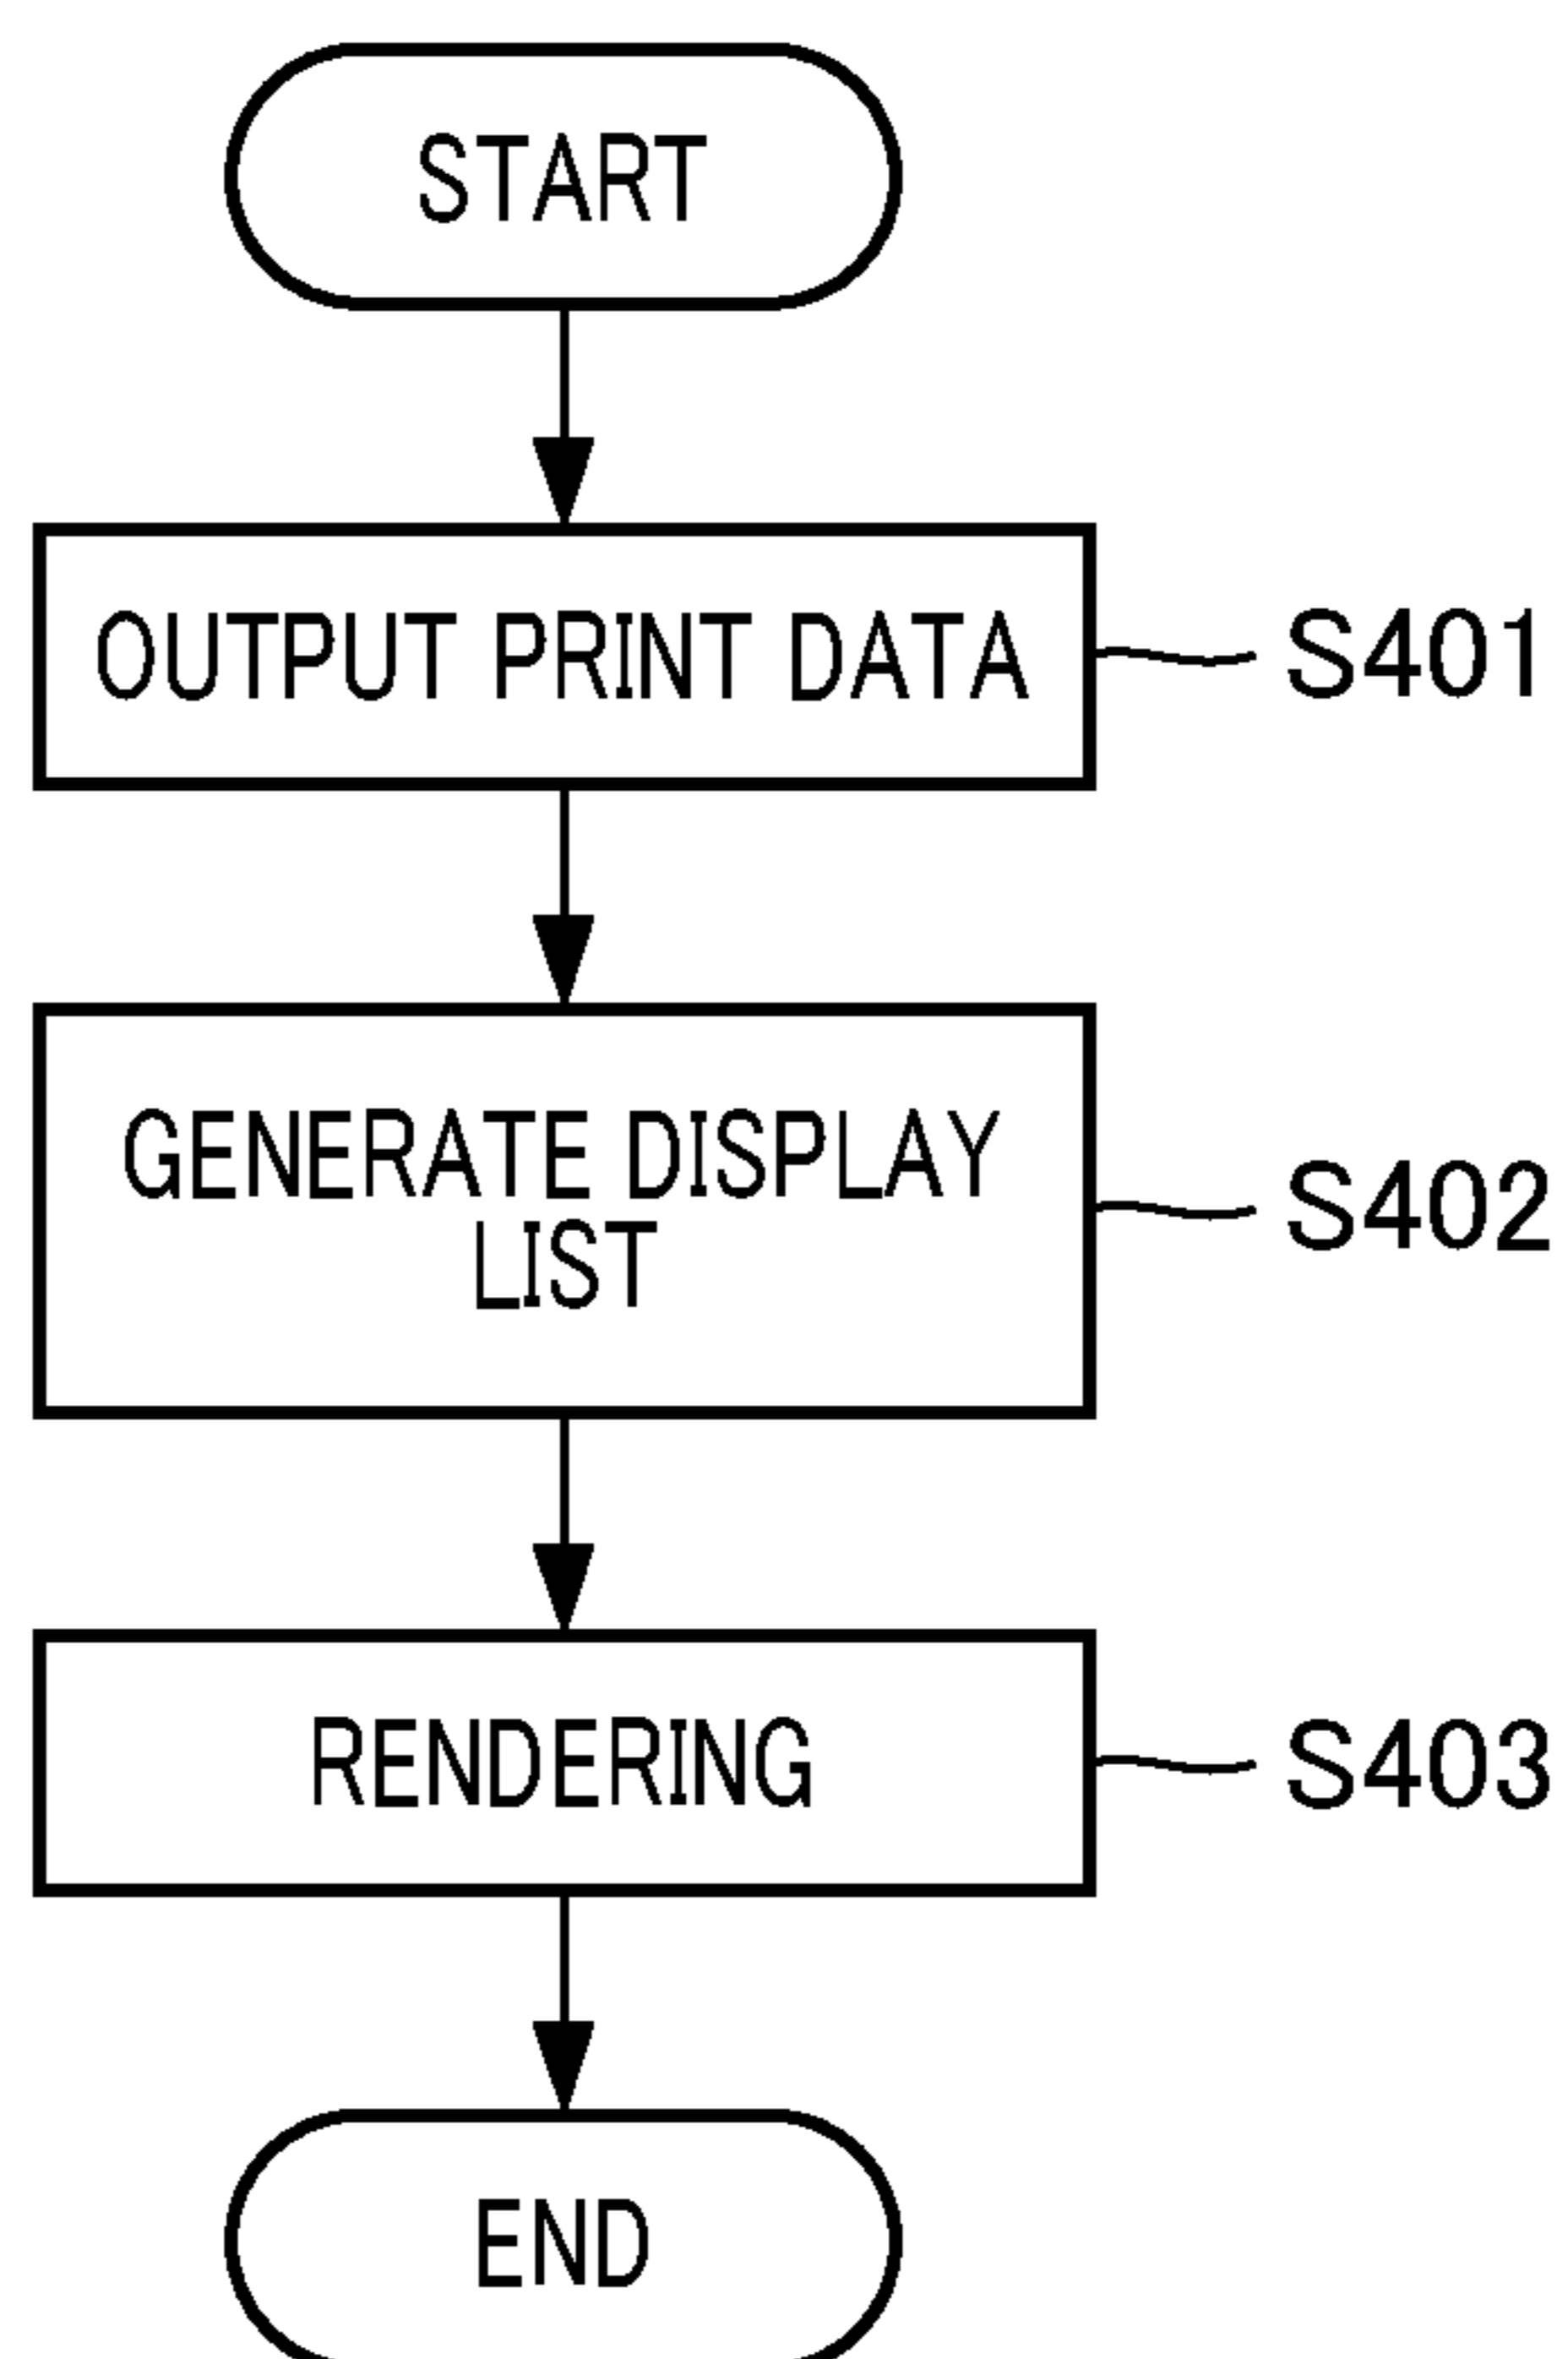 START
OUTPUT PRINT DATA
S401
GENERATE DISPLAY
LIST
S402
RENDERING
S403
END